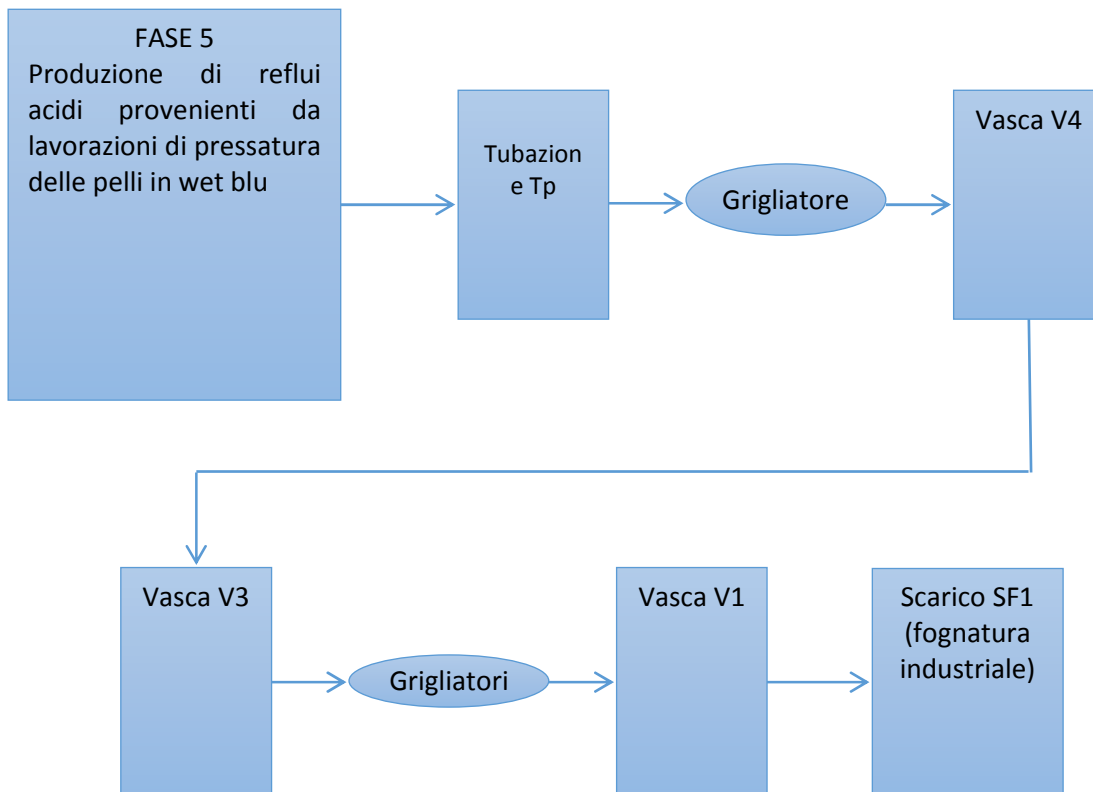 FASE 5
Produzione di reflui
acidi provenienti da
lavorazioni di pressatura
delle pelli in wet blu
Tubazion
e Tp
Grigliatore
Vasca V4
Vasca V3
Grigliatori
Vasca V1
Scarico SF1
(fognatura
industriale)